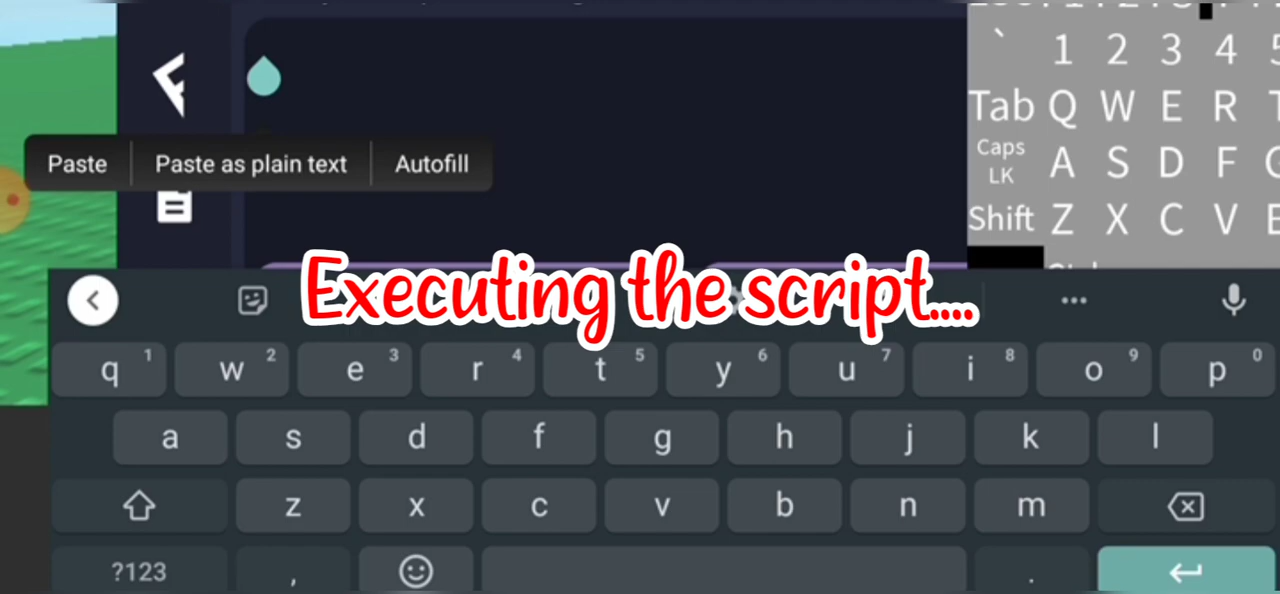 ` 1 2 3 4 5
Tab Q W E R T
Caps
LK A S D F G
Paste Paste as plain text Autofill
Shift Z X C V
Executing the script....
q 1 w 2 e 3 r 4 t 5 y 6 u 7 i 8 o 9 p 0
a s d f g h j k l
z x c v b n m
?123 , .